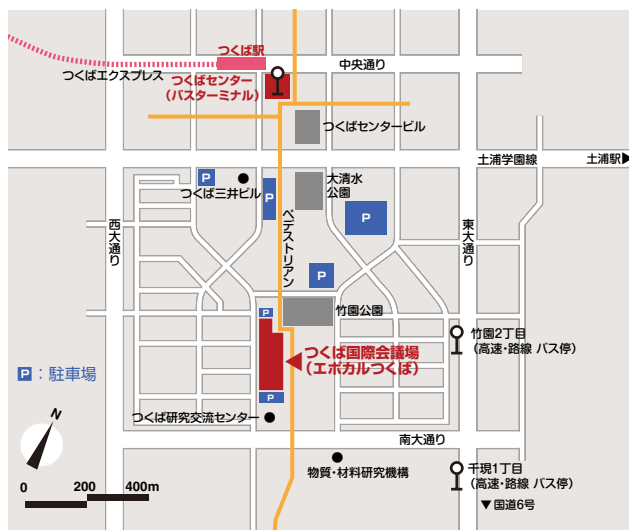 つくば駅
中央通り
つくばエクスプレス
つくばセンター
(バスターミナル)
つくばセンタービル
土浦学園線
土浦駅▶
P
つくば三井ビル
P
大清水
公園
P
西大通り
ペデストリアン
東大通り
P
P
竹園公園
竹園2丁目
(高速・路線 バス停)
つくば国際会議場
(エポカルつくば)
P:駐車場
P
つくば研究交流センター
N
南大通り
物質・材料研究機構
千現1丁目
(高速・路線 バス停)
0 200 400m
▼国道6号